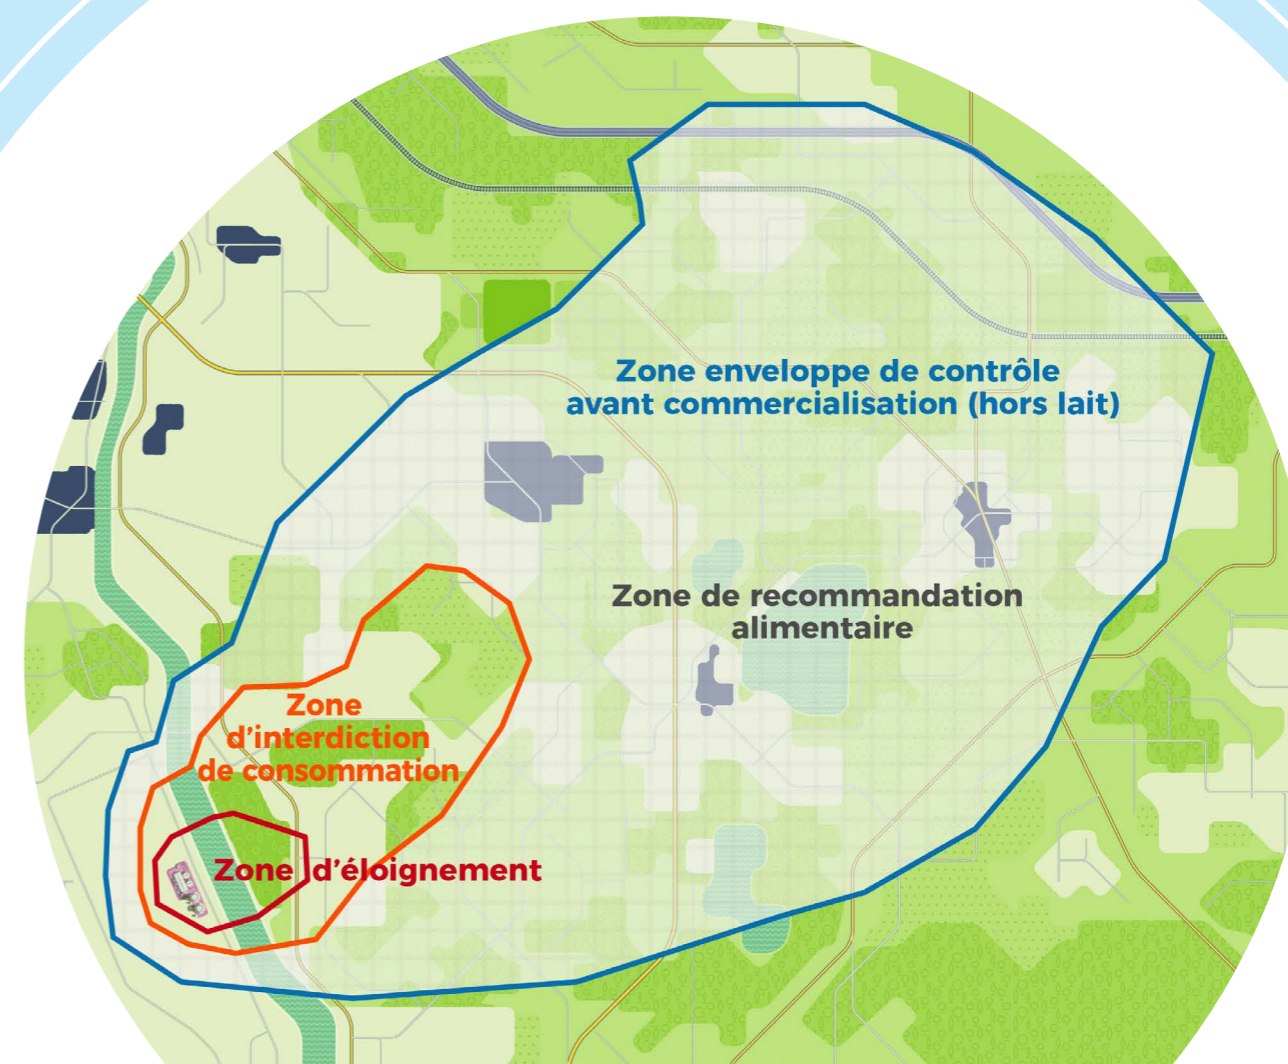 Zone enveloppe de contrôle
avant commercialisation (hors lait)
Zone de recommandation
alimentaire
Zone
d'interdiction
de consommation
Zone d'éloignement